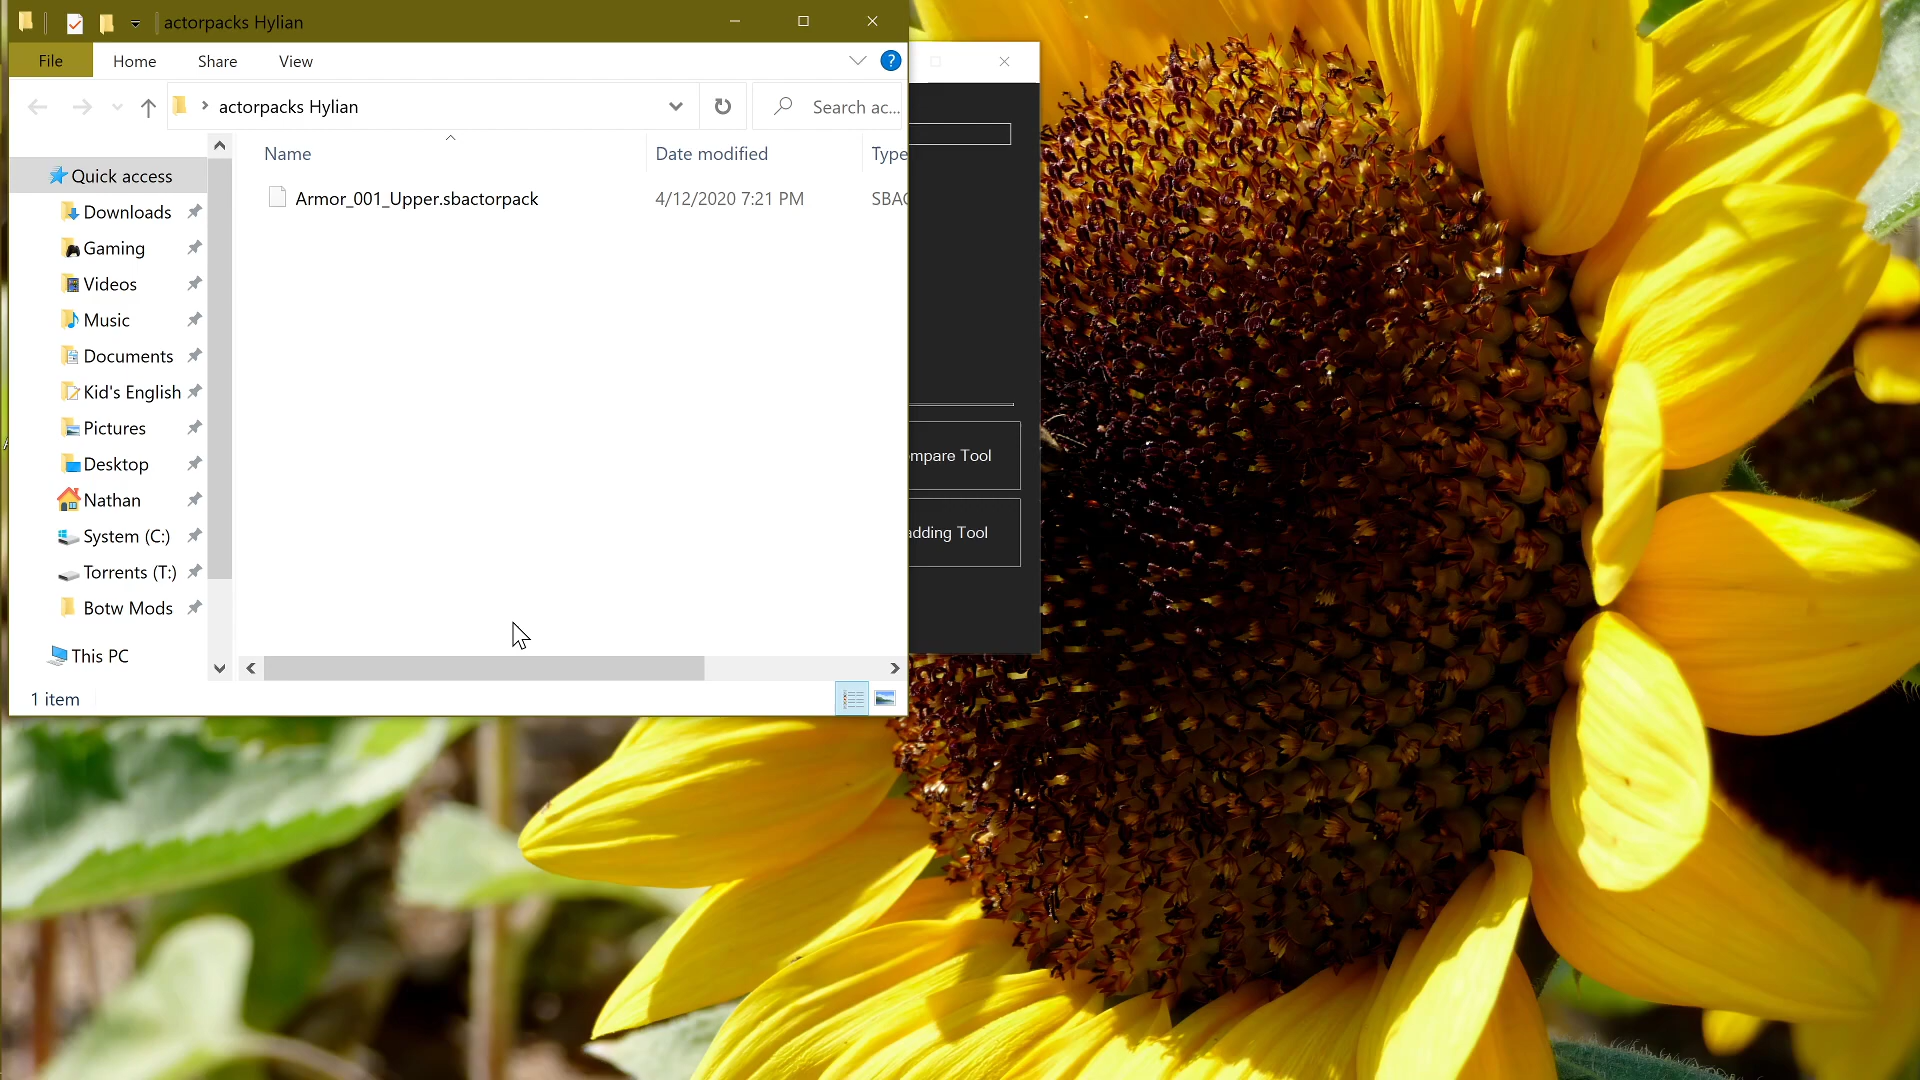 actorpacks Hylian
File
Home
Share
View
?
actorpacks Hylian
Search ac...
Name
Date modified
Type
Armor_001_Upper.sbactorpack
4/12/2020 7:21 PM
SBAC
Quick access
Downloads
Gaming
Videos
Music
Documents
Kid's English
Pictures
Desktop
Nathan
System (C:)
Torrents (T:)
Botw Mods
This PC
1 item
mpare Tool
adding Tool